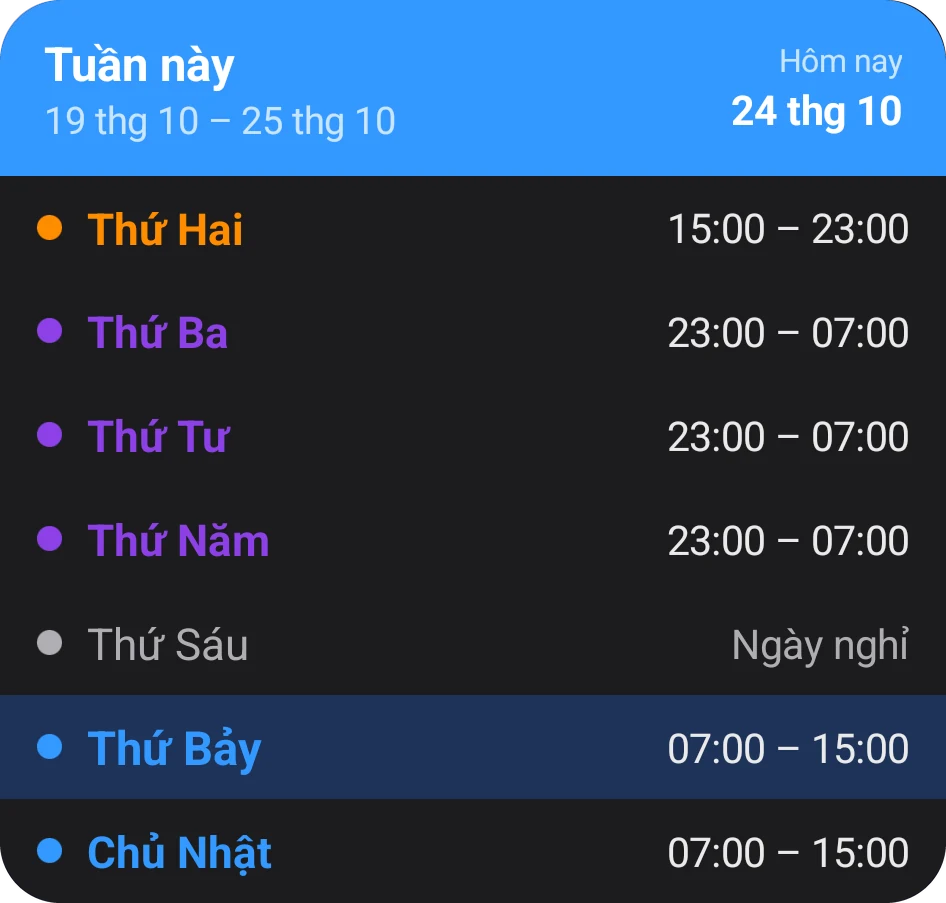 Tuần này
19 thg 10 – 25 thg 10
Hôm nay
24 thg 10
Thứ Hai 15:00 – 23:00
Thứ Ba 23:00 – 07:00
Thứ Tư 23:00 – 07:00
Thứ Năm 23:00 – 07:00
Thứ Sáu Ngày nghỉ
Thứ Bảy 07:00 – 15:00
Chủ Nhật 07:00 – 15:00